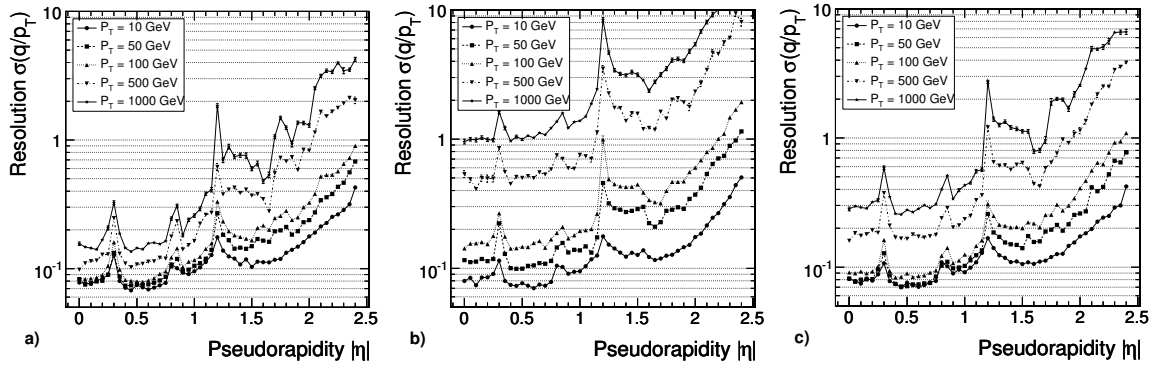 Resolution σ(q/p_T)
10
1
10^-1
P_T = 10 GeV
P_T = 50 GeV
P_T = 100 GeV
P_T = 500 GeV
P_T = 1000 GeV
0 0.5 1 1.5 2 2.5
a)
Pseudorapidity |η|
Resolution σ(q/p_T)
10
1
10^-1
P_T = 10 GeV
P_T = 50 GeV
P_T = 100 GeV
P_T = 500 GeV
P_T = 1000 GeV
0 0.5 1 1.5 2 2.5
b)
Pseudorapidity |η|
Resolution σ(q/p_T)
10
1
10^-1
P_T = 10 GeV
P_T = 50 GeV
P_T = 100 GeV
P_T = 500 GeV
P_T = 1000 GeV
0 0.5 1 1.5 2 2.5
c)
Pseudorapidity |η|